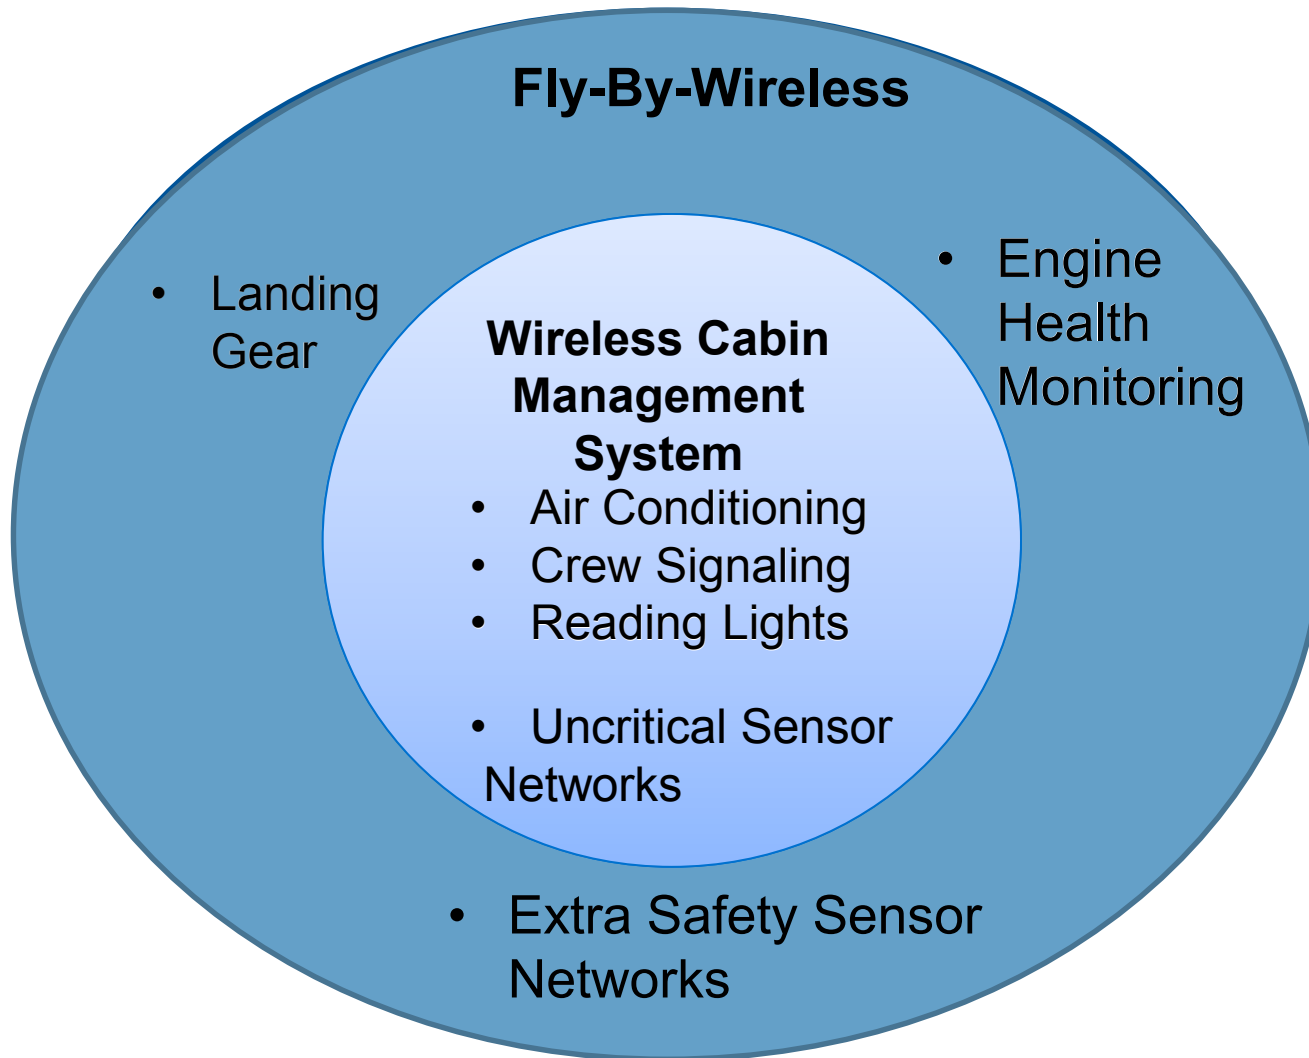 Fly-By-Wireless
• Landing
Gear
• Engine
Health
Monitoring
Wireless Cabin
Management
System
• Air Conditioning
• Crew Signaling
• Reading Lights
• Uncritical Sensor
Networks
• Extra Safety Sensor
Networks